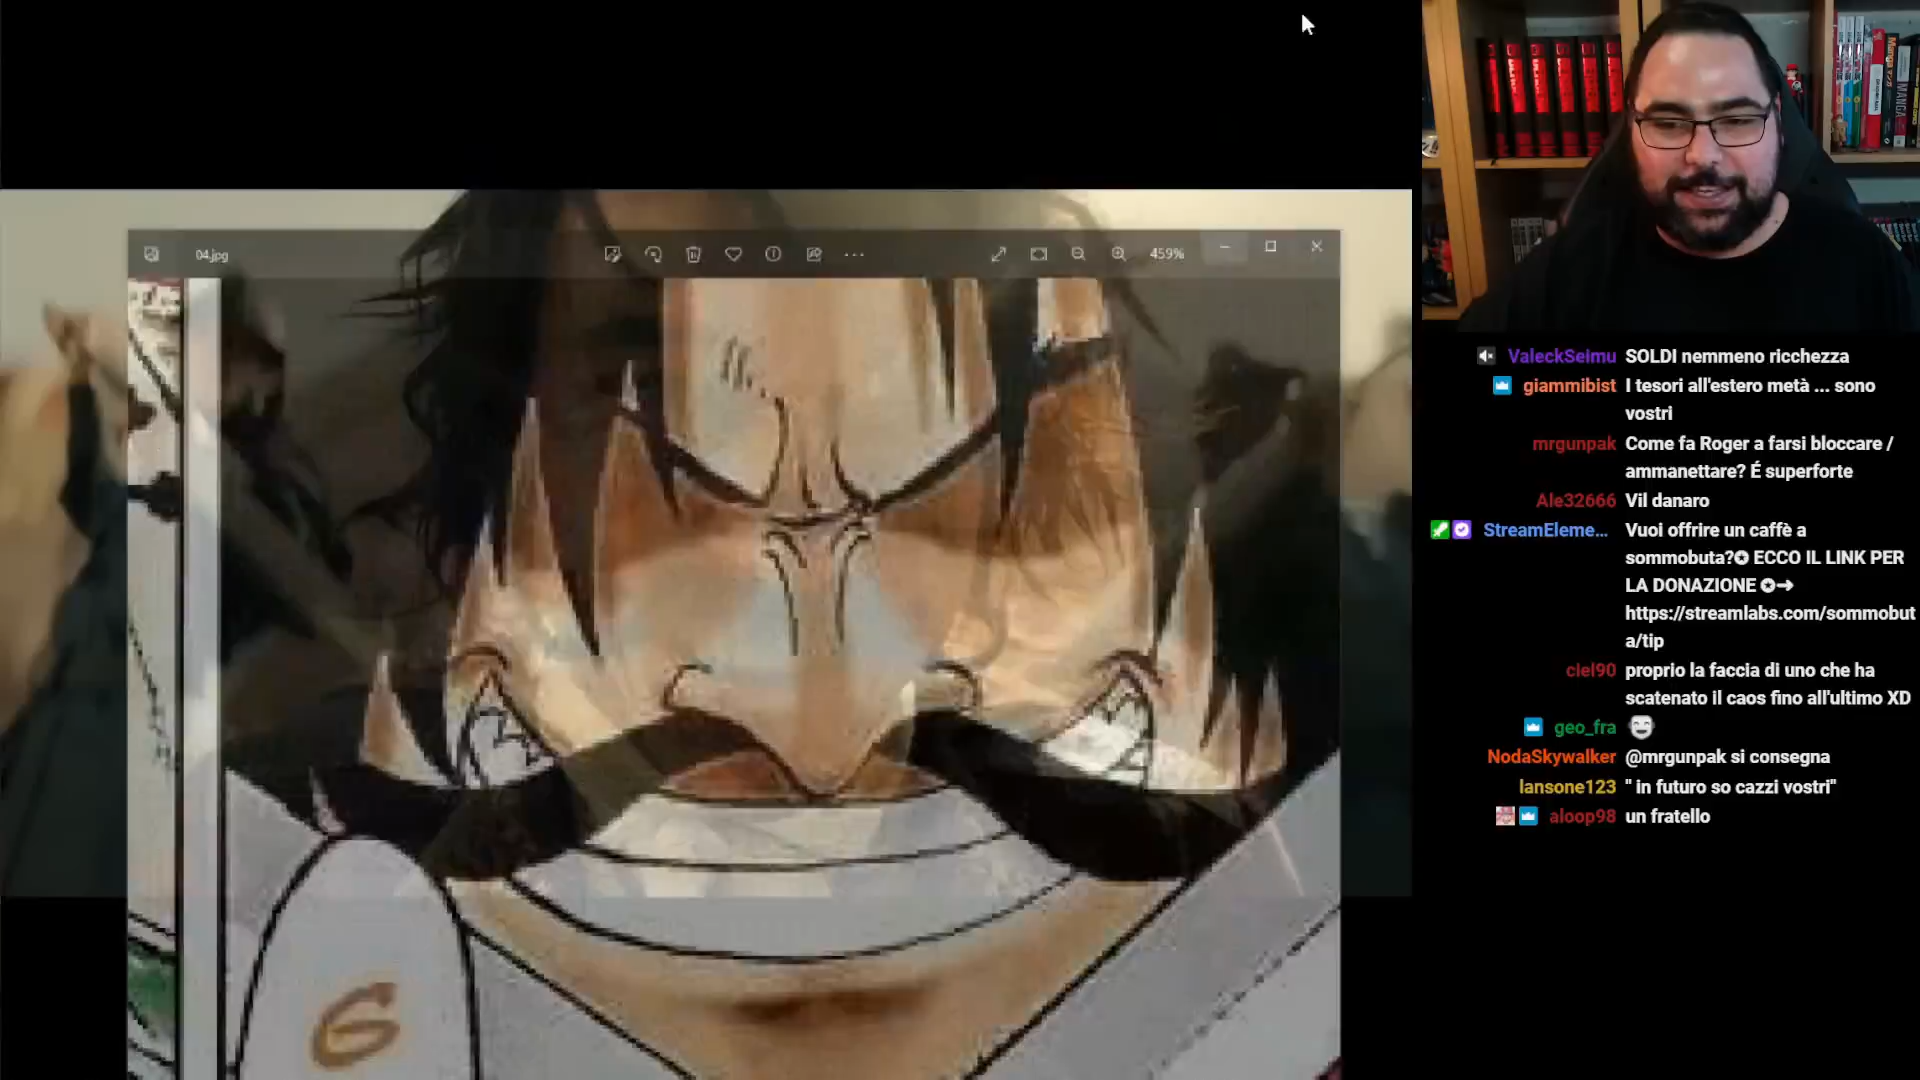 04.jpg
459%
G
MANGA
ValeckSeimu SOLDI nemmeno ricchezza
giammibist I tesori all'estero metà ... sono
vostri
mrgunpak Come fa Roger a farsi bloccare /
ammanettare? É superforte
Ale32666 Vil danaro
StreamEleme... Vuoi offrire un caffè a
sommobuta?✪ ECCO IL LINK PER
LA DONAZIONE ✪➜
https://streamlabs.com/sommobut
a/tip
ciel90 proprio la faccia di uno che ha
scatenato il caos fino all'ultimo XD
geo_fra
NodaSkywalker @mrgunpak si consegna
lansone123 " in futuro so cazzi vostri"
aloop98 un fratello